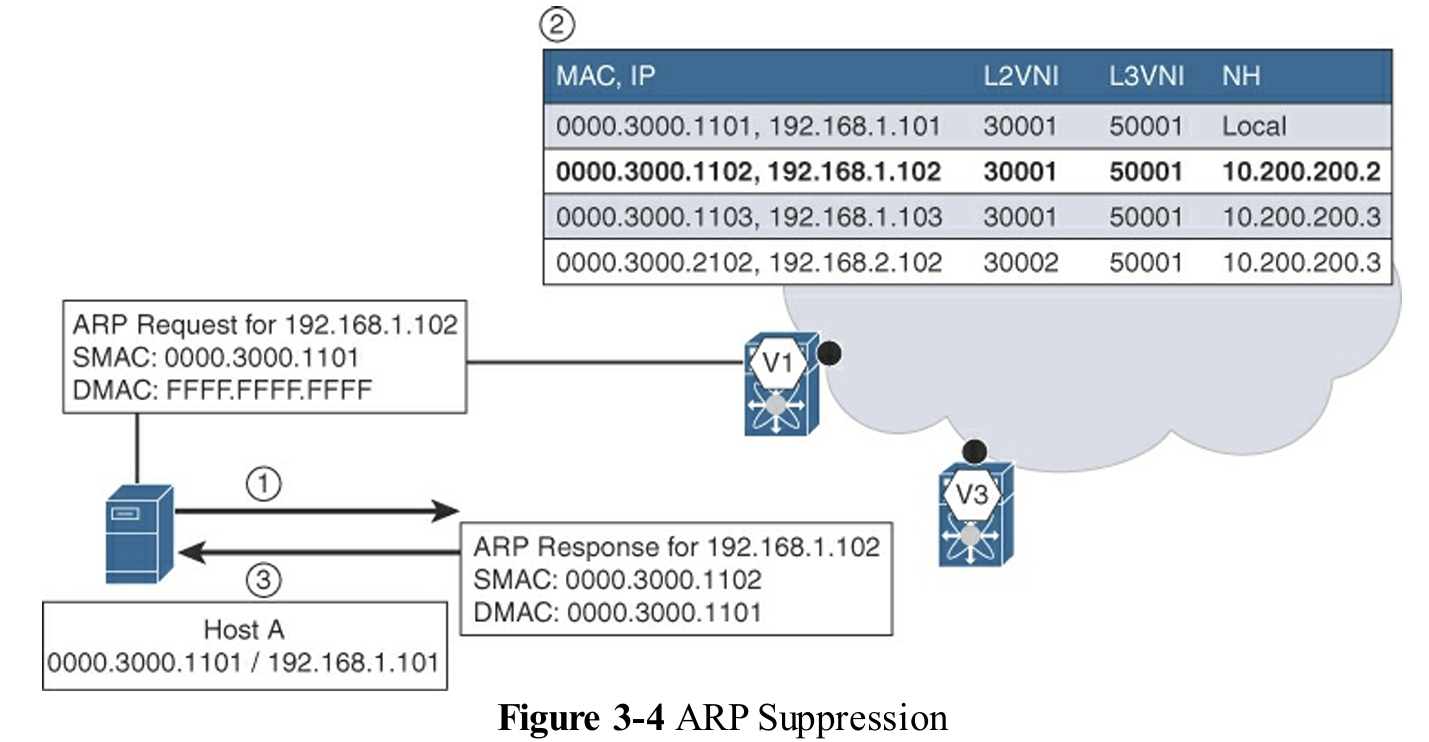 ②
MAC, IP L2VNI L3VNI NH
0000.3000.1101, 192.168.1.101 30001 50001 Local
0000.3000.1102, 192.168.1.102 30001 50001 10.200.200.2
0000.3000.1103, 192.168.1.103 30001 50001 10.200.200.3
0000.3000.2102, 192.168.2.102 30002 50001 10.200.200.3
ARP Request for 192.168.1.102
SMAC: 0000.3000.1101
DMAC: FFFF.FFFF.FFFF
V1
V3
①
ARP Response for 192.168.1.102
SMAC: 0000.3000.1102
DMAC: 0000.3000.1101
③
Host A
0000.3000.1101 / 192.168.1.101
Figure 3-4 ARP Suppression